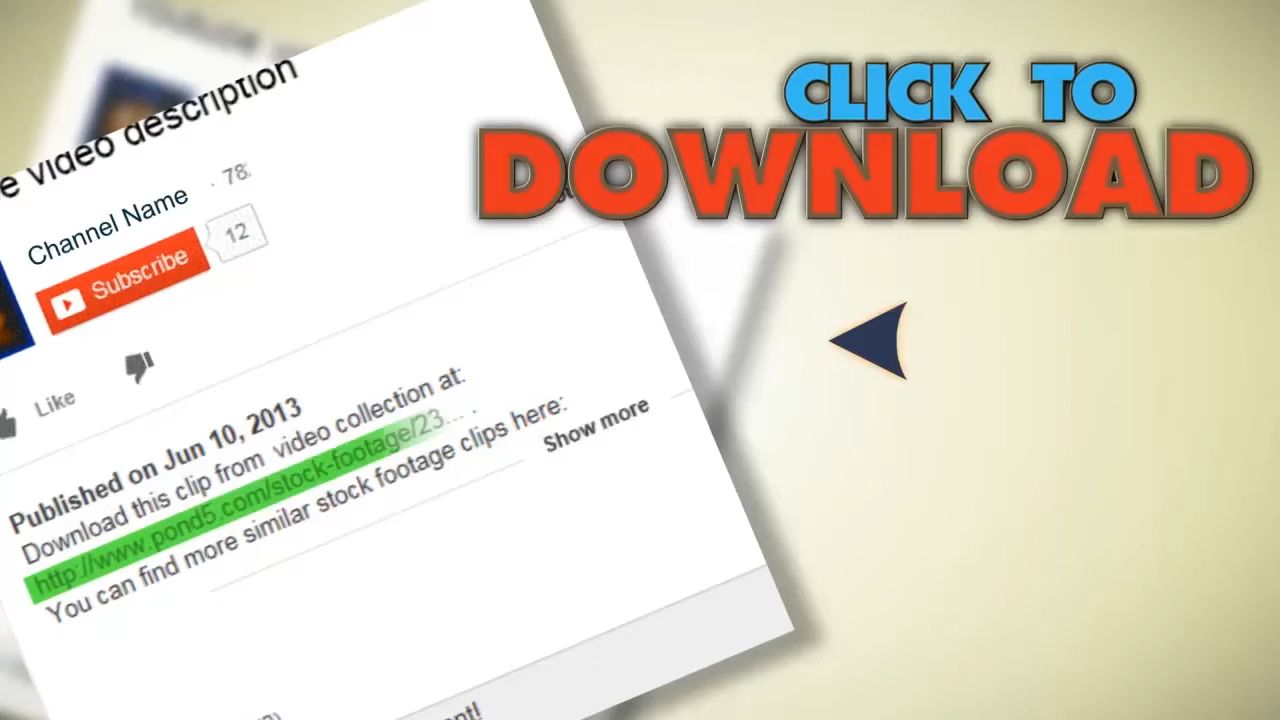 CLICK TO
DOWNLOAD
e video description
Channel Name
78
Subscribe
12
Like
Published on Jun 10, 2013
Download this clip from video collection at:
http://www.pond5.com/stock-footage/23...
You can find more similar stock footage clips here:
Show more